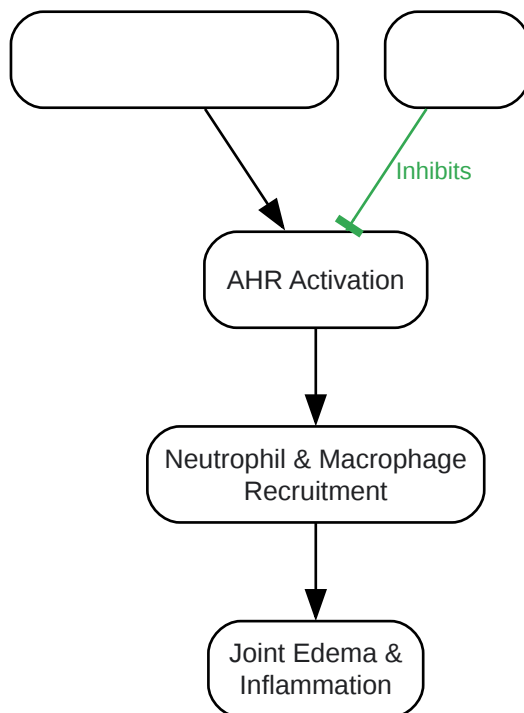 Inhibits
AHR Activation
Neutrophil & Macrophage
Recruitment
Joint Edema &
Inflammation